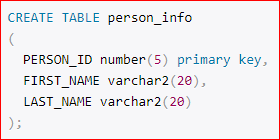 CREATE TABLE person_info
(
  PERSON_ID number(5) primary key,
  FIRST_NAME varchar2(20),
  LAST_NAME varchar2(20)
);